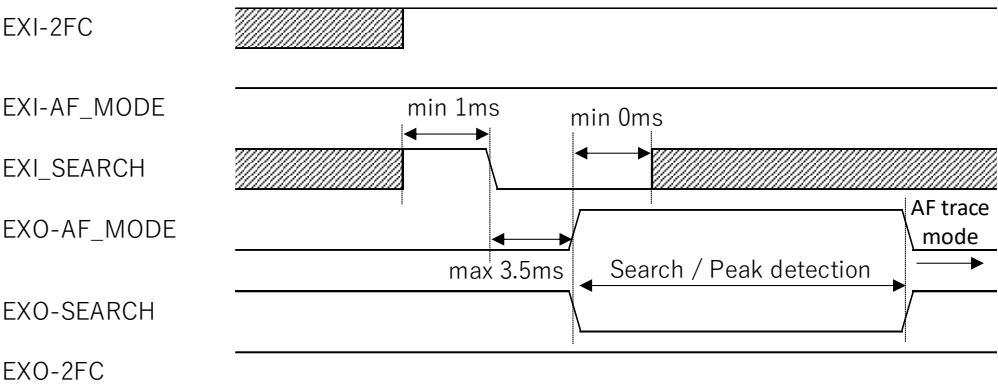 EXI-2FC
EXI-AF_MODE
min 1ms
min 0ms
EXI_SEARCH
EXO-AF_MODE
AF trace
mode
max 3.5ms
Search / Peak detection
EXO-SEARCH
EXO-2FC